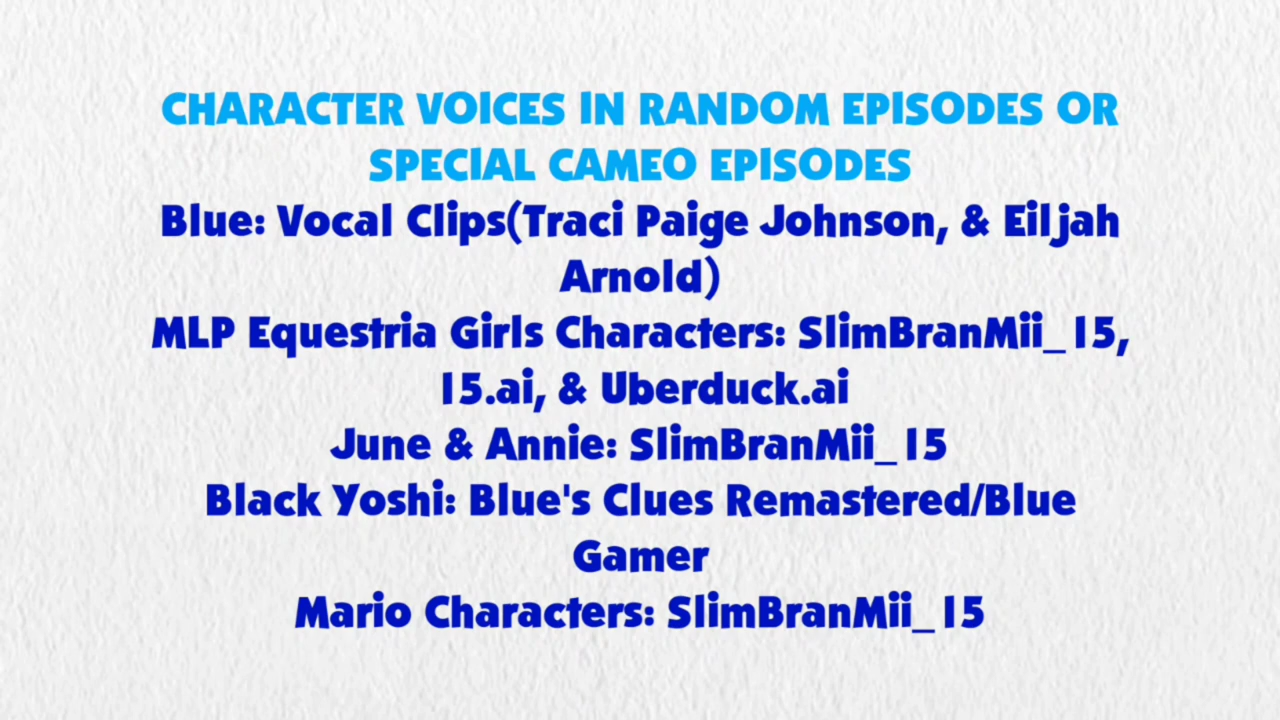 CHARACTER VOICES IN RANDOM EPISODES OR
SPECIAL CAMEO EPISODES
Blue: Vocal Clips(Traci Paige Johnson, & Eiljah
Arnold)
MLP Equestria Girls Characters: SlimBranMii_15,
15.ai, & Uberduck.ai
June & Annie: SlimBranMii_15
Black Yoshi: Blue's Clues Remastered/Blue
Gamer
Mario Characters: SlimBranMii_15